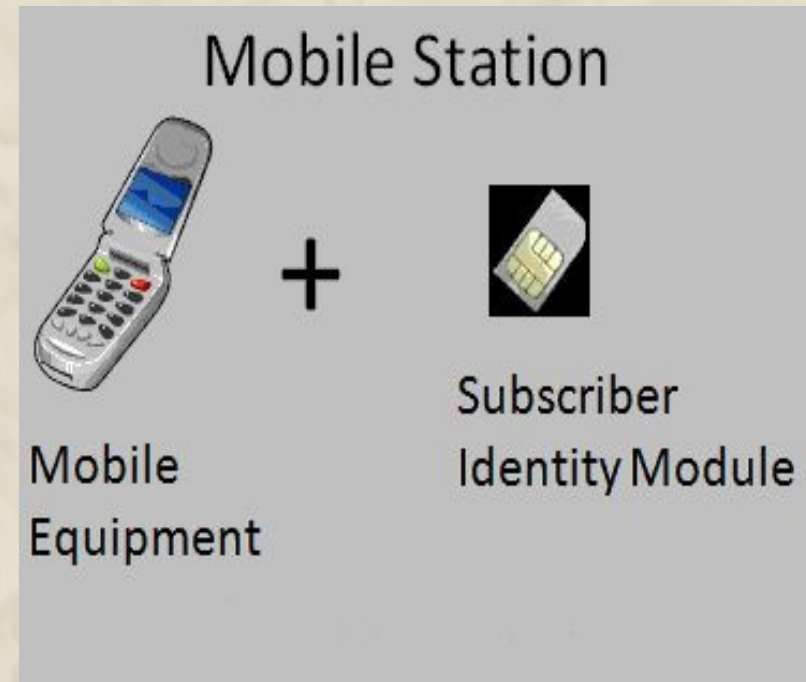 Mobile Station
+
Mobile
Equipment
Subscriber
Identity Module